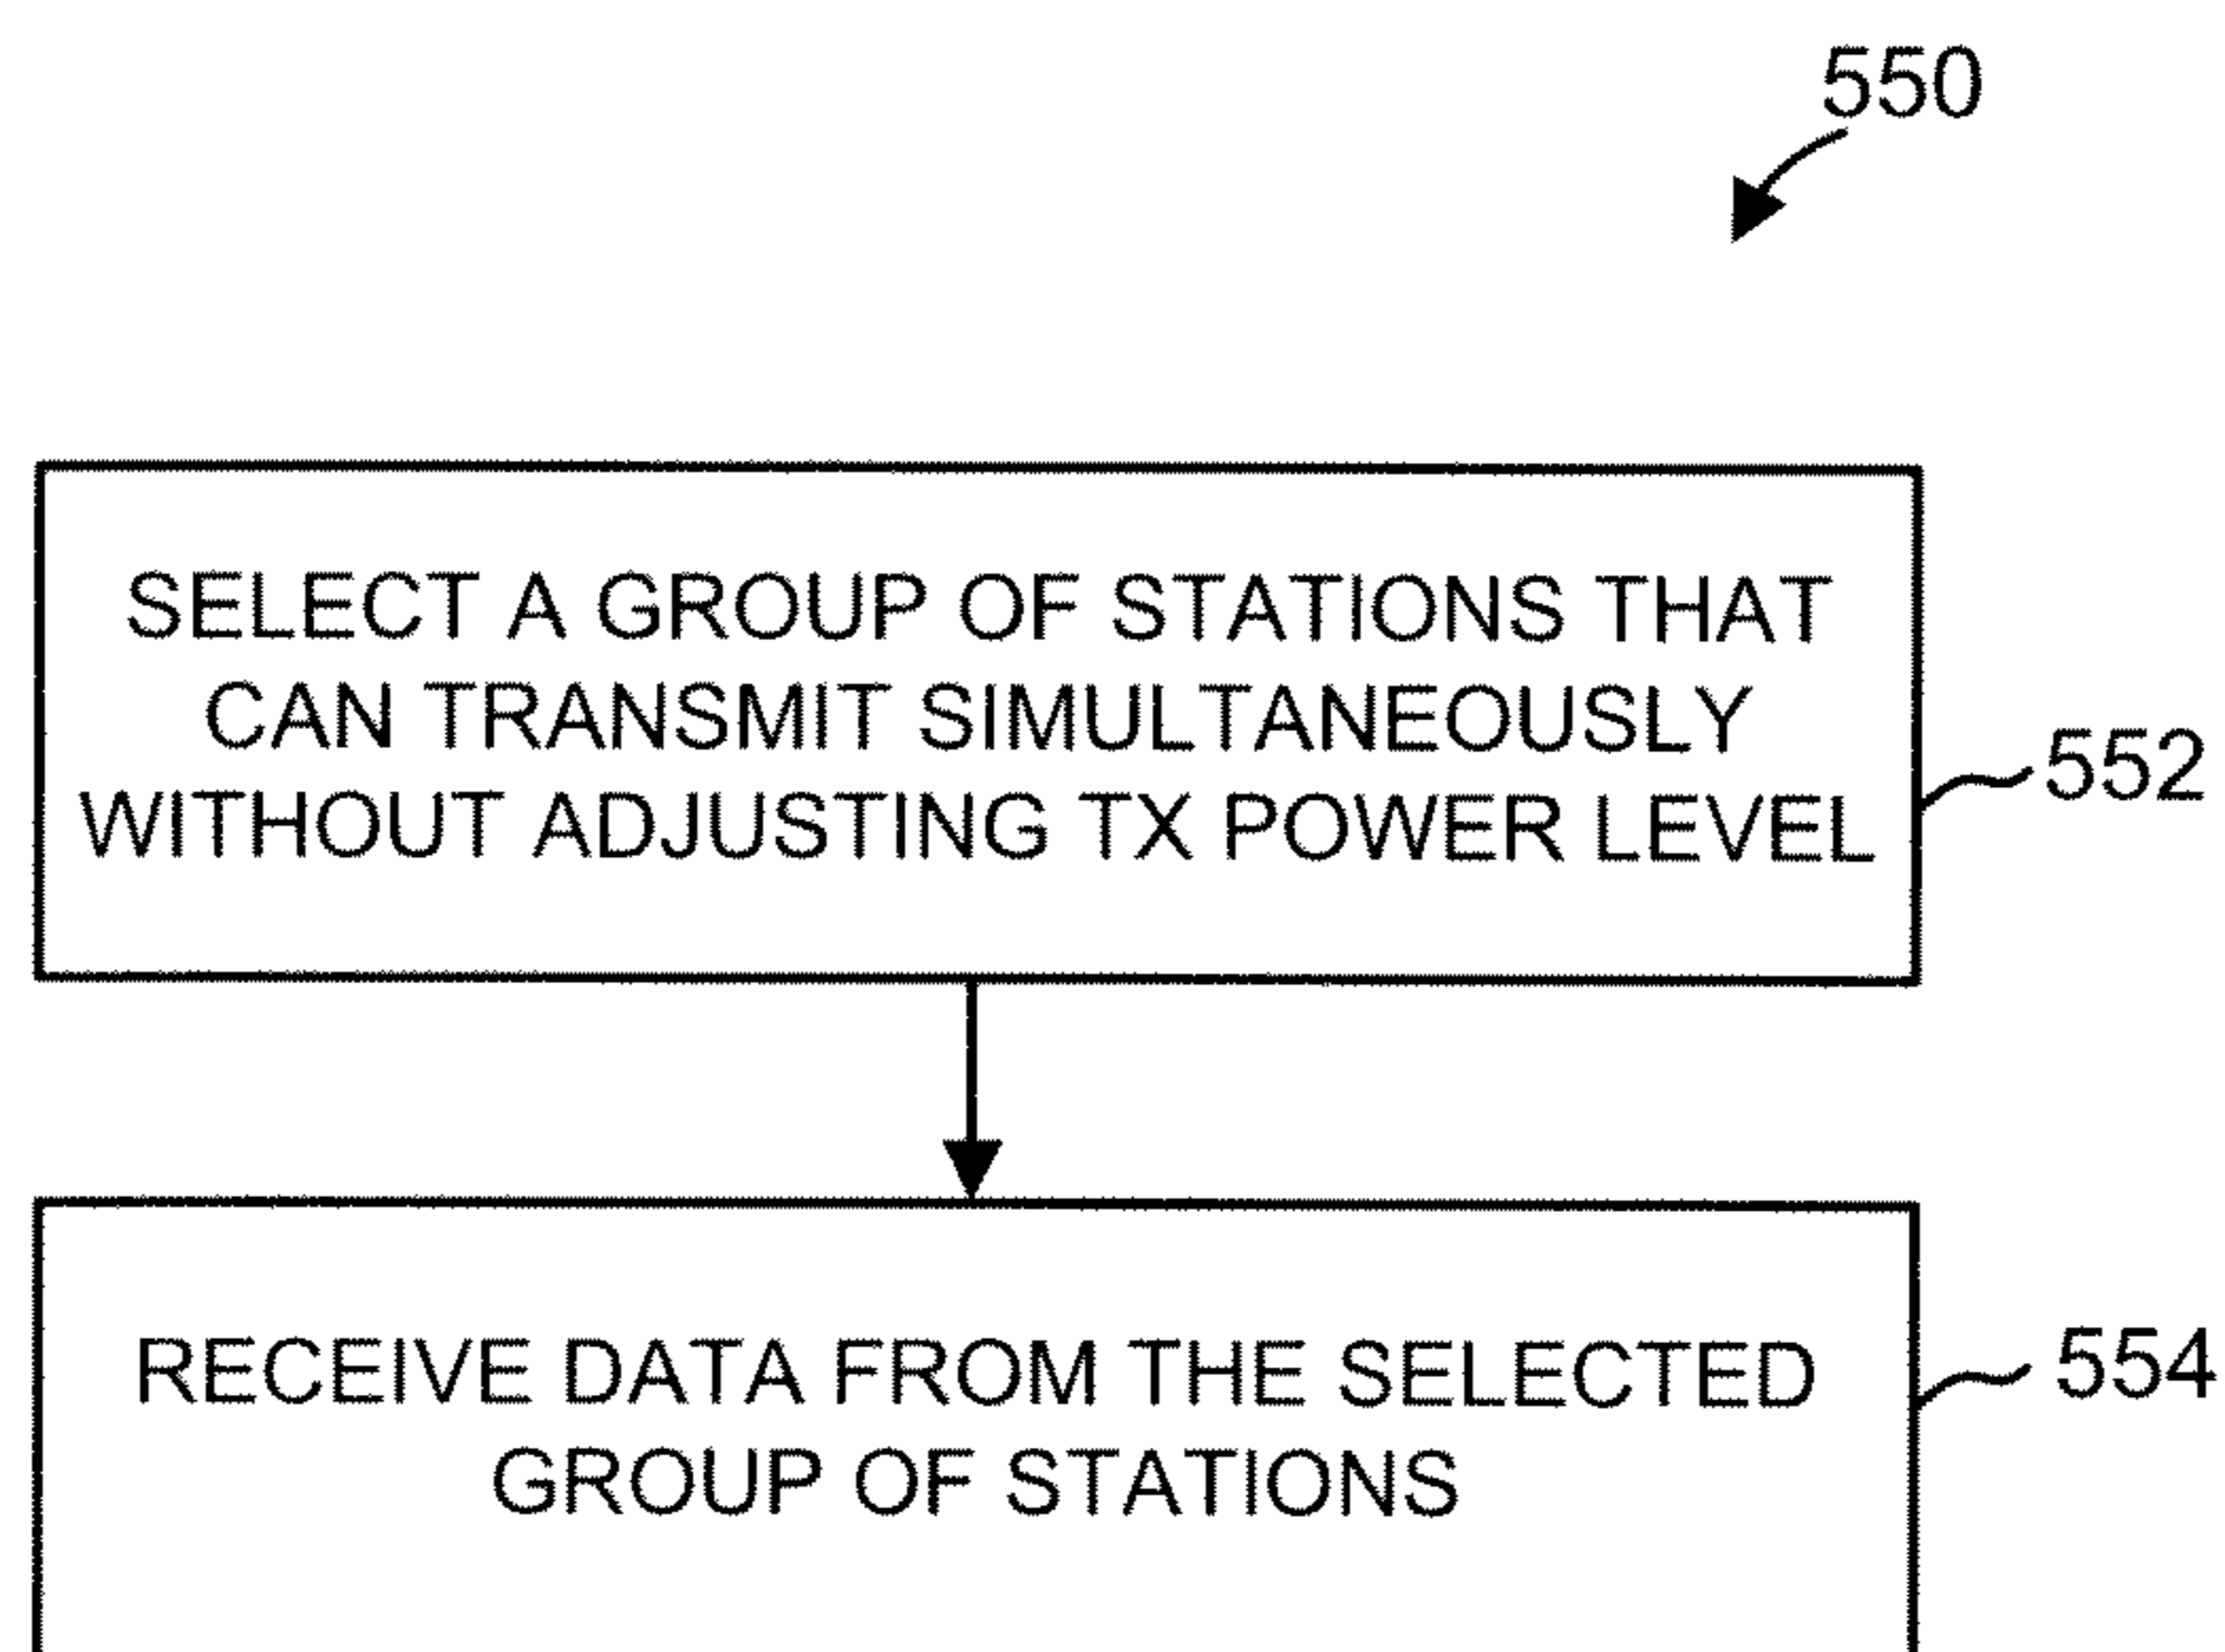 550
SELECT A GROUP OF STATIONS THAT
CAN TRANSMIT SIMULTANEOUSLY
WITHOUT ADJUSTING TX POWER LEVEL
552
RECEIVE DATA FROM THE SELECTED
GROUP OF STATIONS
554